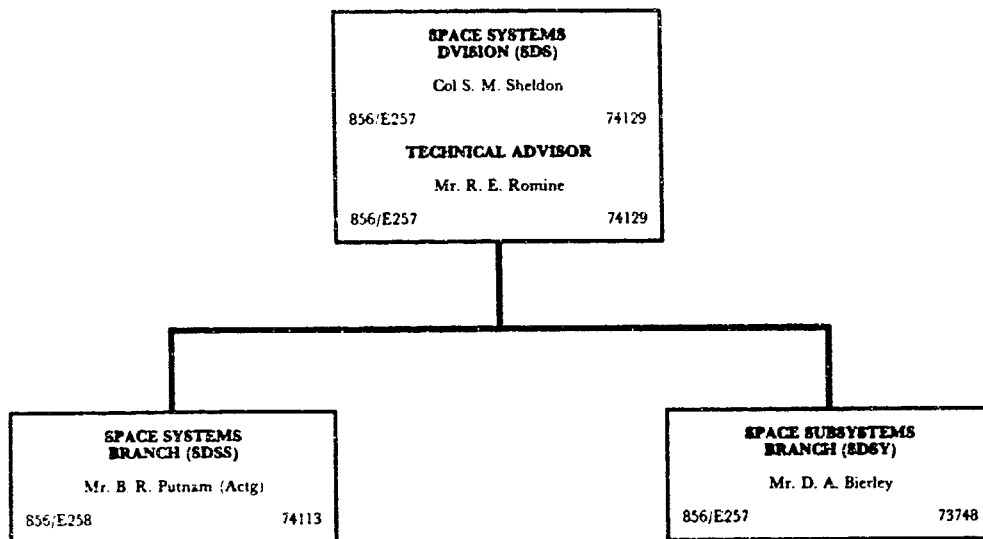 SPACE SYSTEMS
DVISION (SDS)
Col S. M. Sheldon
856/E257 74129
TECHNICAL ADVISOR
Mr. R. E. Romine
856/E257 74129
SPACE SYSTEMS
BRANCH (SDSS)
Mr. B. R. Putnam (Actg)
856/E258 74113
SPACE SUBSYSTEMS
BRANCH (SDSY)
Mr. D. A. Bierley
856/E257 73748